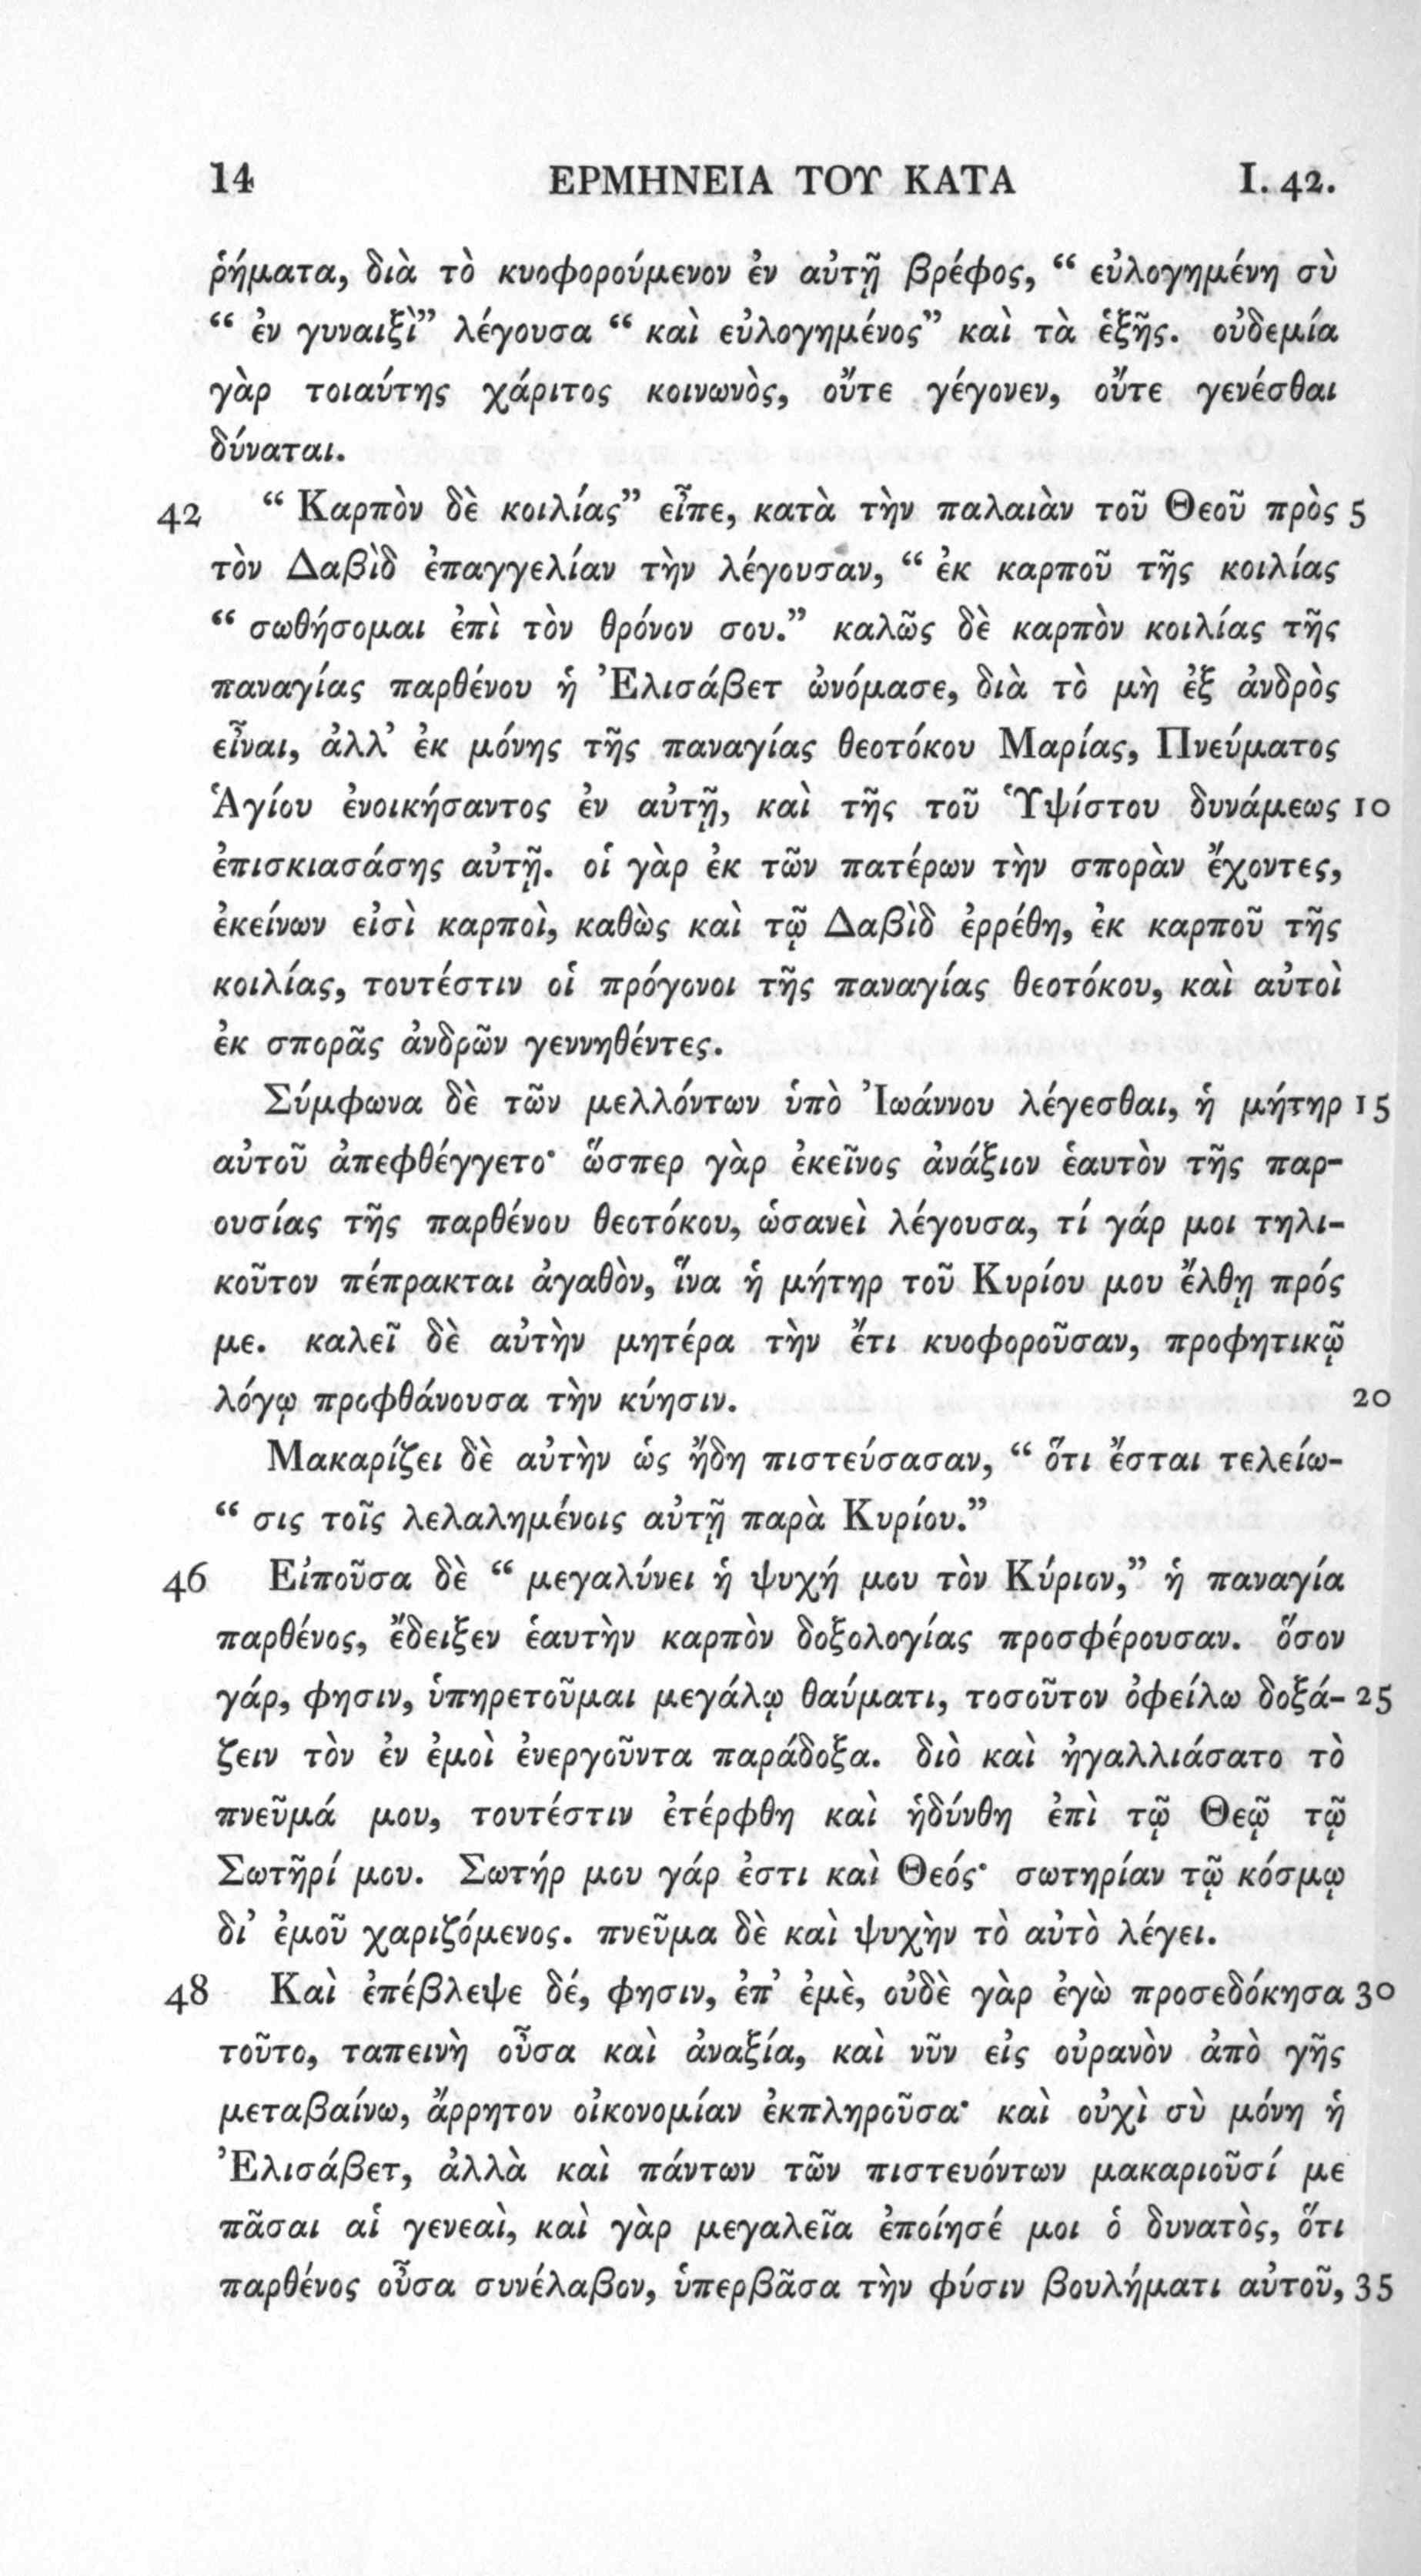 14 ΕΡΜΗΝΕΙΑ ΤΟΥ ΚΑΤΑ I. 42.
ῥήματα, διὰ τὸ κυοφορούμενον ἐν αὐτῇ βρέφος, “ εὐλογημένη σὺ
“ ἐν γυναιξὶ” λέγουσα “ καὶ εὐλογημένος” καὶ τὰ ἑξῆς. οὐδεμία
γὰρ τοιαύτης χάριτος κοινωνὸς, οὔτε γέγονεν, οὔτε γενέσθαι
δύναται.
42 “ Καρπὸν δὲ κοιλίας” εἶπε, κατὰ τὴν παλαιὰν τοῦ Θεοῦ πρὸς 5
τὸν Δαβὶδ ἐπαγγελίαν τὴν λέγουσαν, “ ἐκ καρποῦ τῆς κοιλίας
“ σωθήσομαι ἐπὶ τὸν θρόνον σου.” καλῶς δὲ καρπὸν κοιλίας τῆς
παναγίας παρθένου ἡ Ἐλισάβετ ὠνόμασε, διὰ τὸ μὴ ἐξ ἀνδρὸς
εἶναι, ἀλλ’ ἐκ μόνης τῆς παναγίας θεοτόκου Μαρίας, Πνεύματος
Ἁγίου ἐνοικήσαντος ἐν αὐτῇ, καὶ τῆς τοῦ Ὑψίστου δυνάμεως 10
ἐπισκιασάσης αὐτῇ. οἱ γὰρ ἐκ τῶν πατέρων τὴν σπορὰν ἔχοντες,
ἐκείνων εἰσὶ καρποὶ, καθὼς καὶ τῷ Δαβὶδ ἐρρέθη, ἐκ καρποῦ τῆς
κοιλίας, τουτέστιν οἱ πρόγονοι τῆς παναγίας θεοτόκου, καὶ αὐτοὶ
ἐκ σπορᾶς ἀνδρῶν γεννηθέντες.
Σύμφωνα δὲ τῶν μελλόντων ὑπὸ Ἰωάννου λέγεσθαι, ἡ μήτηρ 15
αὐτοῦ ἀπεφθέγγετο· ὥσπερ γὰρ ἐκεῖνος ἀνάξιον ἑαυτὸν τῆς παρ-
ουσίας τῆς παρθένου θεοτόκου, ὡσανεὶ λέγουσα, τί γάρ μοι τηλι-
κοῦτον πέπρακται ἀγαθὸν, ἵνα ἡ μήτηρ τοῦ Κυρίου μου ἔλθῃ πρός
με. καλεῖ δὲ αὐτὴν μητέρα τὴν ἔτι κυοφοροῦσαν, προφητικῷ
λόγῳ προφθάνουσα τὴν κύησιν. 20
Μακαρίζει δὲ αὐτὴν ὡς ἤδη πιστεύσασαν, “ ὅτι ἔσται τελείω-
“ σις τοῖς λελαλημένοις αὐτῇ παρὰ Κυρίου.”
46 Εἰποῦσα δὲ “ μεγαλύνει ἡ ψυχή μου τὸν Κύριον,” ἡ παναγία
παρθένος, ἔδειξεν ἑαυτὴν καρπὸν δοξολογίας προσφέρουσαν. ὅσον
γάρ, φησιν, ὑπηρετοῦμαι μεγάλῳ θαύματι, τοσοῦτον ὀφείλω δοξά- 25
ζειν τὸν ἐν ἐμοὶ ἐνεργοῦντα παράδοξα. διὸ καὶ ἠγαλλιάσατο τὸ
πνεῦμά μου, τουτέστιν ἐτέρφθη καὶ ἡδύνθη ἐπὶ τῷ Θεῷ τῷ
Σωτῆρί μου. Σωτήρ μου γάρ ἐστι καὶ Θεός· σωτηρίαν τῷ κόσμῳ
δι’ ἐμοῦ χαριζόμενος. πνεῦμα δὲ καὶ ψυχὴν τὸ αὐτὸ λέγει.
48 Καὶ ἐπέβλεψε δέ, φησιν, ἐπ’ ἐμὲ, οὐδὲ γὰρ ἐγὼ προσεδόκησα 30
τοῦτο, ταπεινὴ οὖσα καὶ ἀναξία, καὶ νῦν εἰς οὐρανὸν ἀπὸ γῆς
μεταβαίνω, ἄρρητον οἰκονομίαν ἐκπληροῦσα· καὶ οὐχὶ σὺ μόνη ἡ
Ἐλισάβετ, ἀλλὰ καὶ πάντων τῶν πιστευόντων μακαριοῦσί με
πᾶσαι αἱ γενεαὶ, καὶ γὰρ μεγαλεῖα ἐποίησέ μοι ὁ δυνατὸς, ὅτι
παρθένος οὖσα συνέλαβον, ὑπερβᾶσα τὴν φύσιν βουλήματι αὐτοῦ, 35